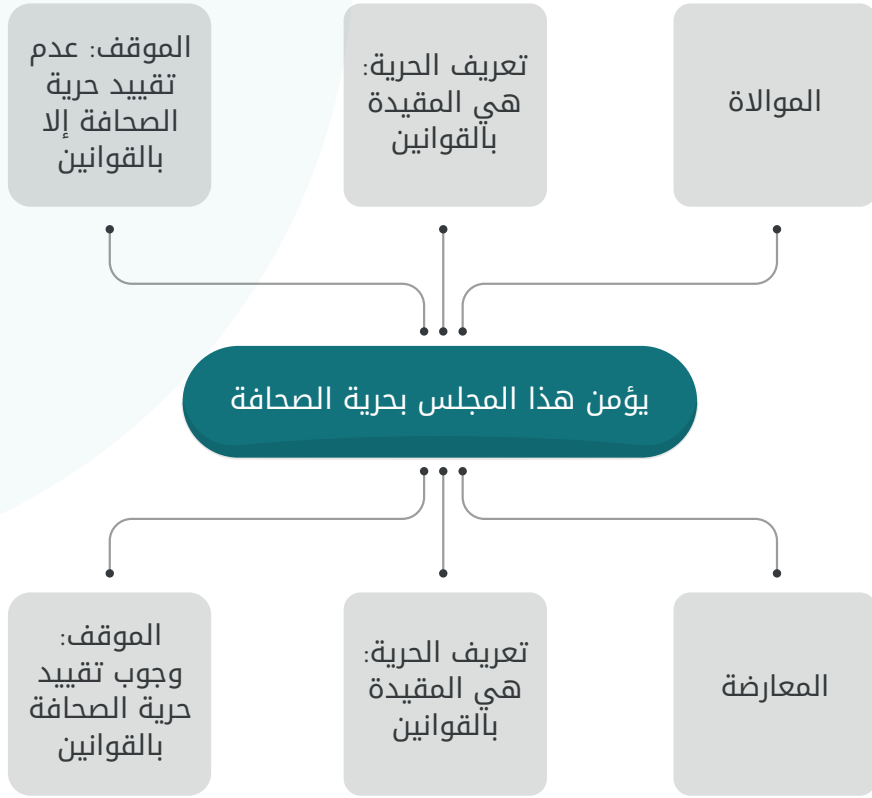 الموالاة
تعريف الحرية:
هي المقيدة
بالقوانين
الموقف: عدم
تقييد حرية
الصحافة إلا
بالقوانين
يؤمن هذا المجلس بحرية الصحافة
المعارضة
تعريف الحرية:
هي المقيدة
بالقوانين
الموقف:
وجوب تقييد
حرية الصحافة
بالقوانين